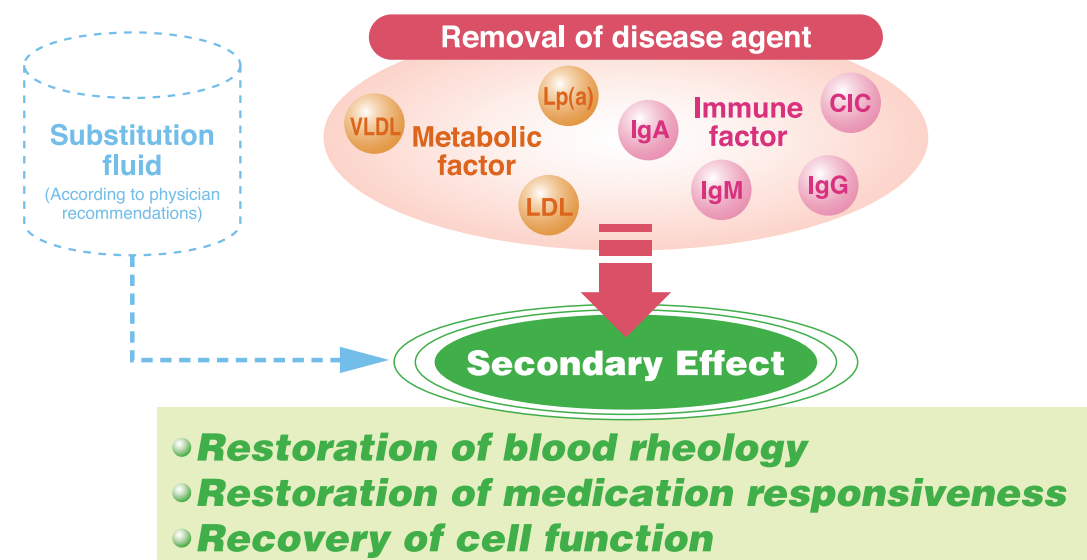 Removal of disease agent
Substitution
fluid
(According to physician
recommendations)
VLDL
Metabolic
factor
Lp(a)
LDL
IgA
Immune
factor
CIC
IgM
IgG
Secondary Effect
Restoration of blood rheology
Restoration of medication responsiveness
Recovery of cell function